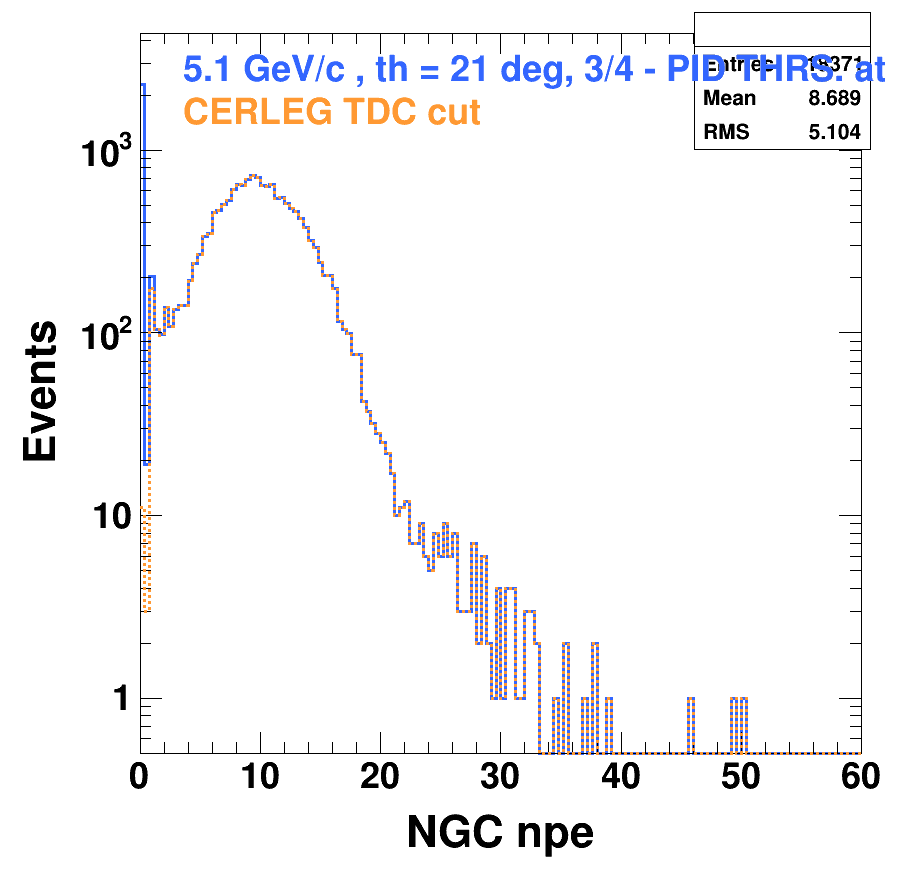 5.1 GeV/c , th = 21 deg, 3/4 - PID THRS. at
CERLEG TDC cut
Entries
Mean 8.689
RMS 5.104
10³
10²
10
1
Events
0 10 20 30 40 50 60
NGC npe